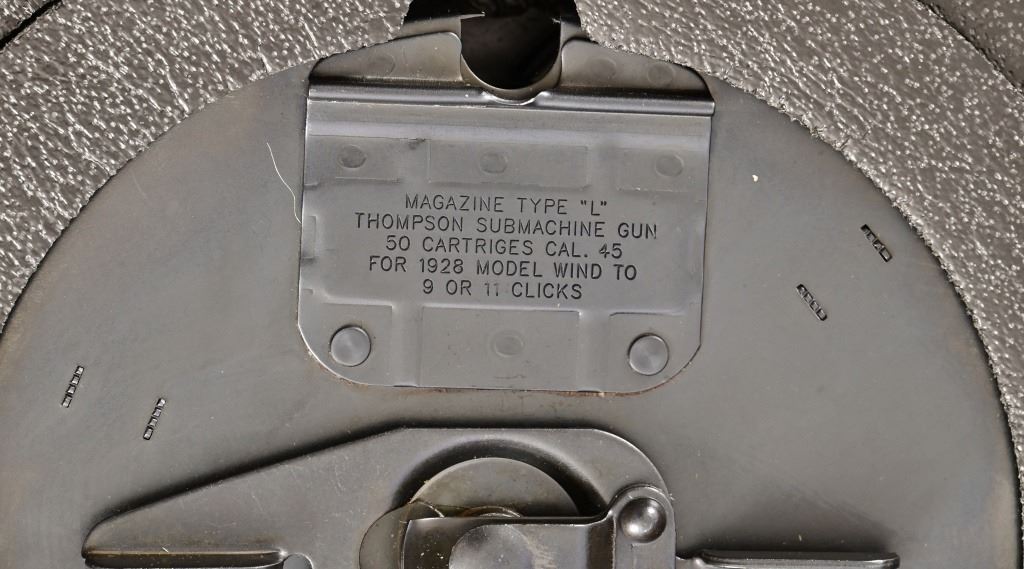 MAGAZINE TYPE "L"
THOMPSON SUBMACHINE GUN
50 CARTRIGES CAL. 45
FOR 1928 MODEL WIND TO
9 OR 11 CLICKS